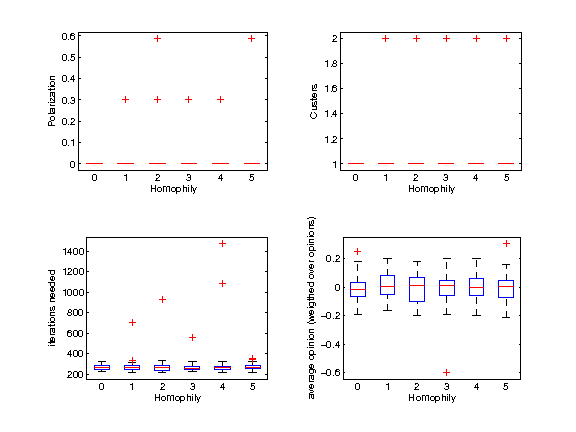 Polarization
0.6
0.5
0.4
0.3
0.2
0.1
0
0 1 2 3 4 5
Homophily
Custers
2
1.8
1.6
1.4
1.2
1
0 1 2 3 4 5
Homophily
iterations needed
1400
1200
1000
800
600
400
200
0 1 2 3 4 5
Homophily
average opinion (weigthed over opinions)
0.2
0
−0.2
−0.4
−0.6
0 1 2 3 4 5
Homophily